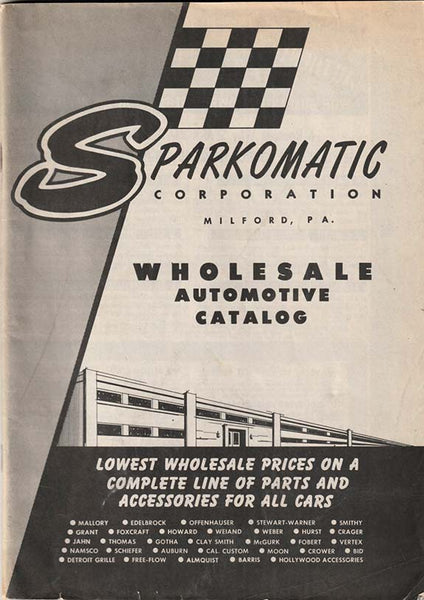 SPARKOMATIC
CORPORATION
MILFORD, PA.
WHOLESALE
AUTOMOTIVE
CATALOG
LOWEST WHOLESALE PRICES ON A
COMPLETE LINE OF PARTS AND
ACCESSORIES FOR ALL CARS
• MALLORY • EDELBROCK • OFFENHAUSER • STEWART-WARNER • SMITHY
• GRANT • FOXCRAFT • HOWARD • WEIAND • WEBER • HURST • CRAGER
• JAHN • THOMAS • GOTHA • CLAY SMITH • McGURK • FOBERT • VERTEX
• NAMSCO • SCHIEFER • AUBURN • CAL. CUSTOM • MOON • CROWER • BID
• DETROIT GRILLE • FREE-FLOW • ALMQUIST • BARRIS • HOLLYWOOD ACCESSORIES